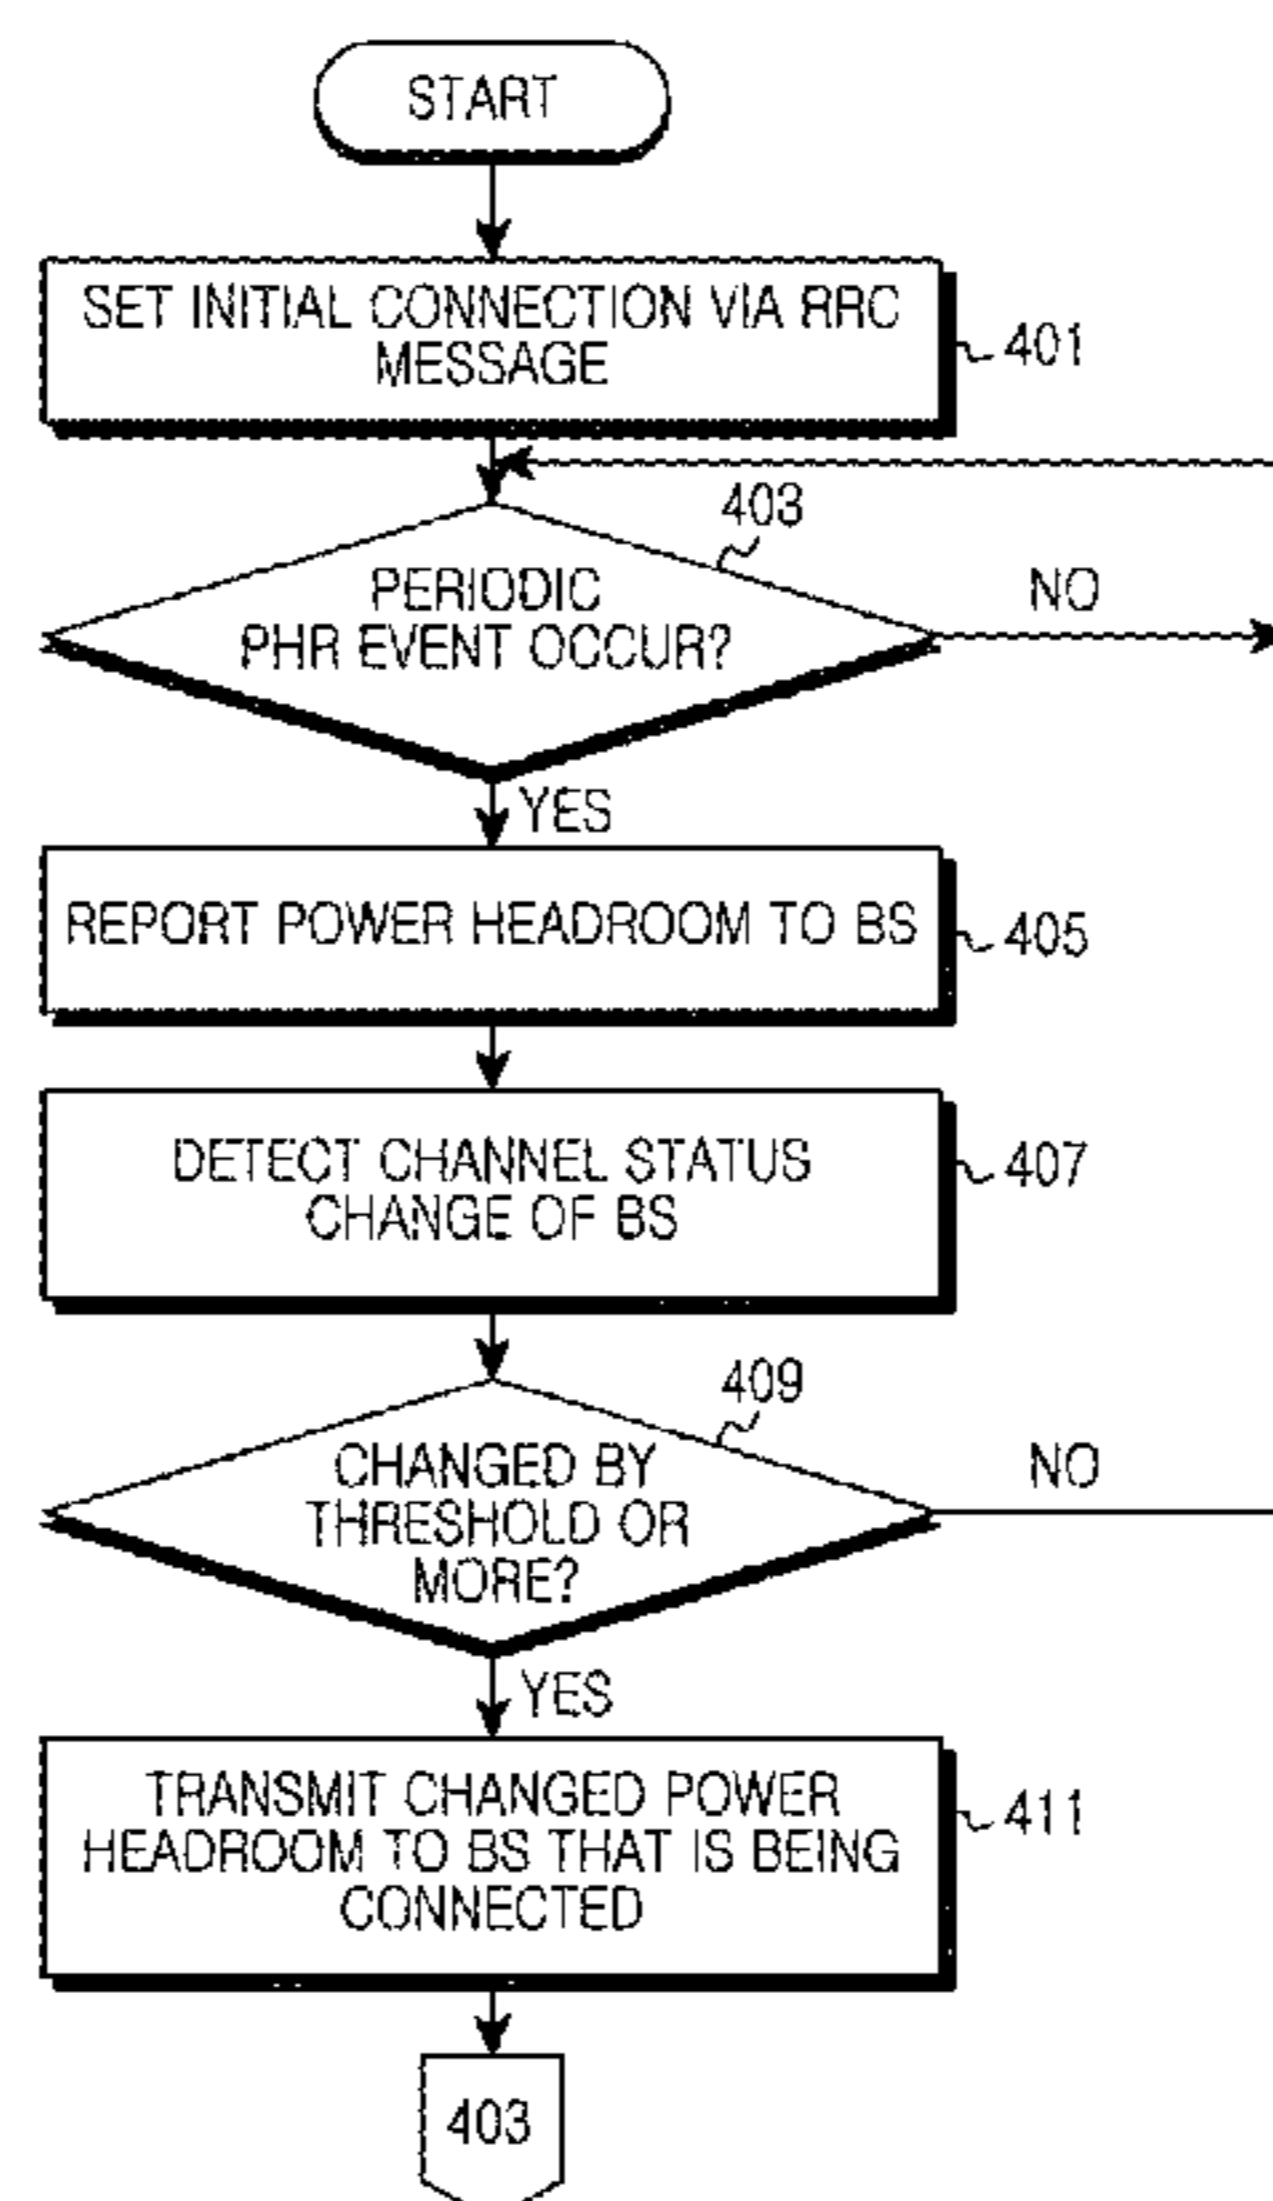 START
SET INITIAL CONNECTION VIA RRC
MESSAGE
401
403
PERIODIC
PHR EVENT OCCUR?
NO
YES
REPORT POWER HEADROOM TO BS
405
DETECT CHANNEL STATUS
CHANGE OF BS
407
409
CHANGED BY
THRESHOLD OR
MORE?
NO
YES
TRANSMIT CHANGED POWER
HEADROOM TO BS THAT IS BEING
CONNECTED
411
403